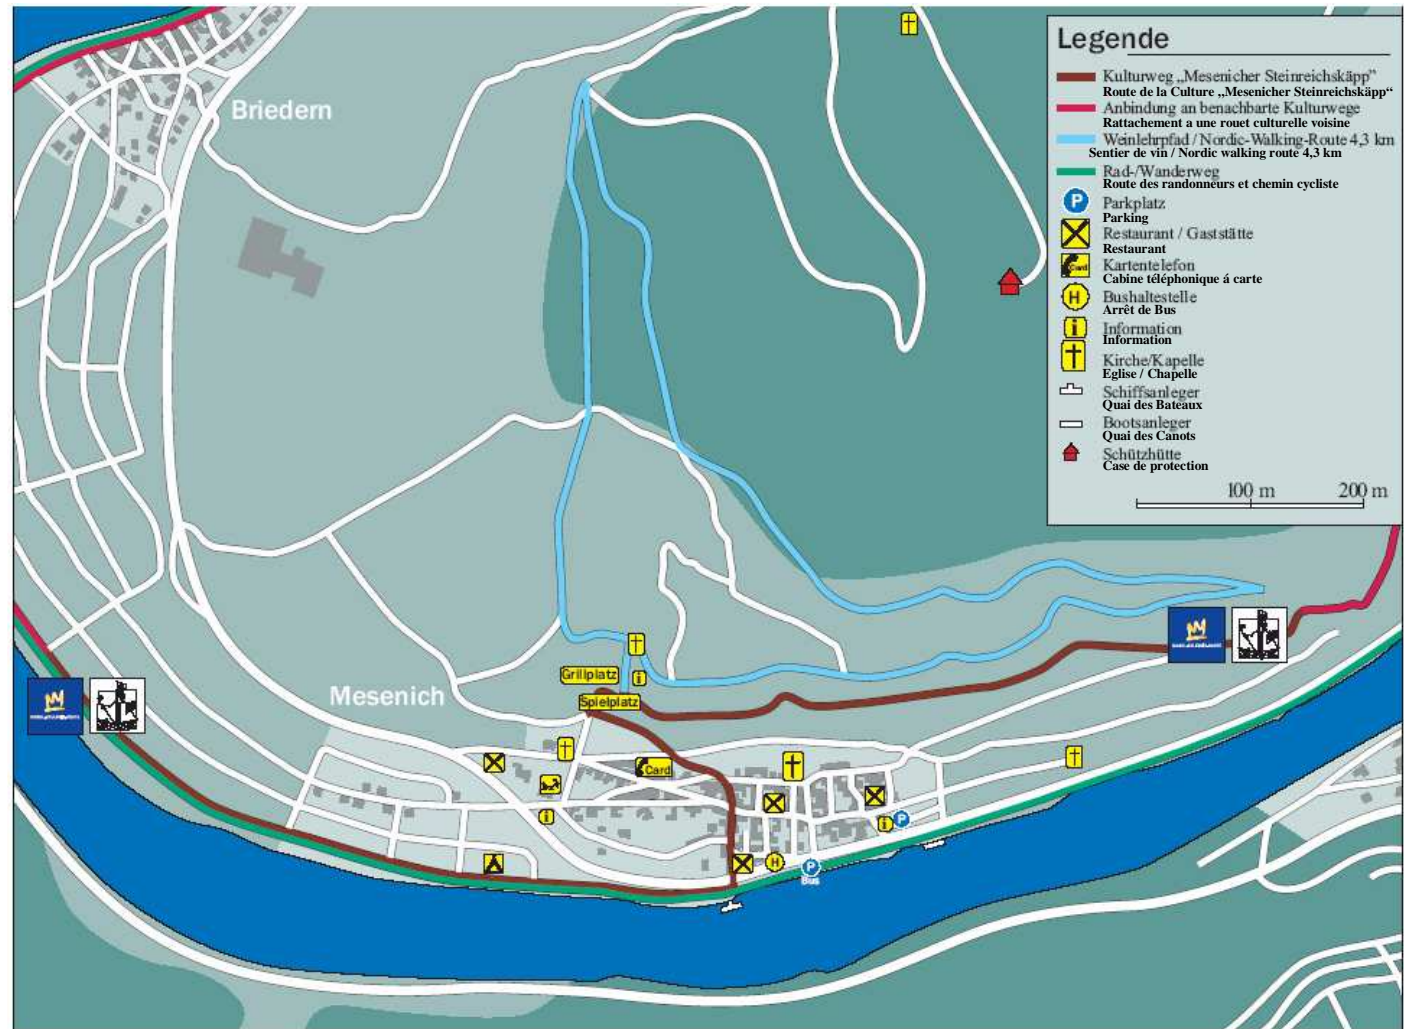 Legende
Kulturweg „Mesenicher Steinreichskäpp”
Route de la Culture „Mesenicher Steinreichskäpp“
Anbindung an benachbarte Kulturwege
Rattachement a une rouet culturelle voisine
Weinlehrpfad / Nordic-Walking-Route 4,3 km
Sentier de vin / Nordic walking route 4,3 km
Rad-/Wanderweg
Route des randonneurs et chemin cycliste
P Parkplatz
Parking
Restaurant / Gaststätte
Restaurant
Card Kartentelefon
Cabine téléphonique á carte
H Bushaltestelle
Arrêt de Bus
i Information
Information
Kirche/Kapelle
Eglise / Chapelle
Schiffsanleger
Quai des Bateaux
Bootsanleger
Quai des Canots
Schützhütte
Case de protection
100 m 200 m
Briedern
Mesenich
Grillplatz
i
Spielplatz
Card
i
i
P
H
P
Bus